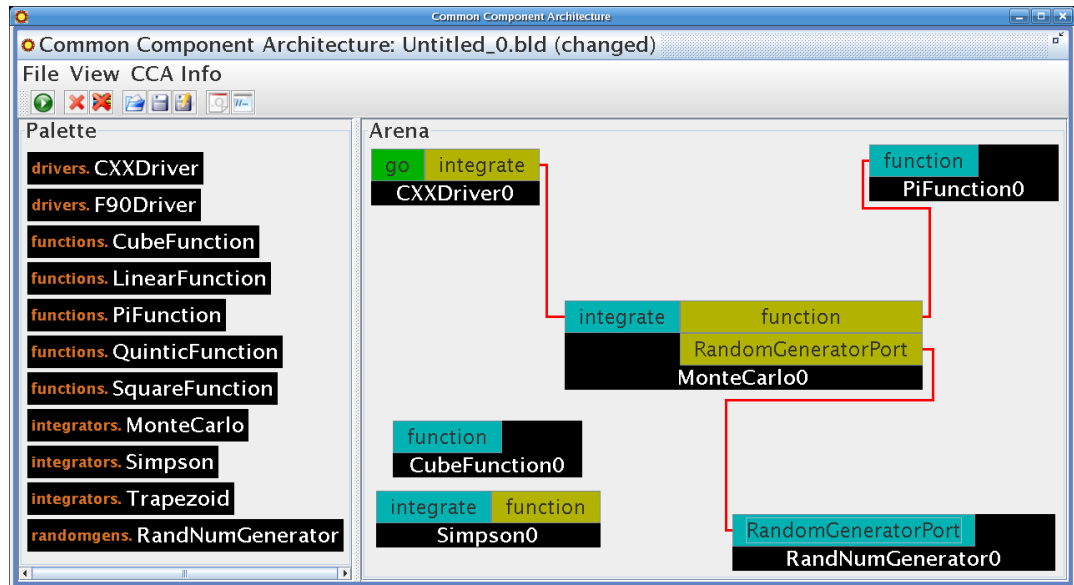 Common Component Architecture
Common Component Architecture: Untitled_0.bld (changed)
File View CCA Info
Palette
drivers. CXXDriver
drivers. F90Driver
functions. CubeFunction
functions. LinearFunction
functions. PiFunction
functions. QuinticFunction
functions. SquareFunction
integrators. MonteCarlo
integrators. Simpson
integrators. Trapezoid
randomgens. RandNumGenerator
Arena
go integrate
CXXDriver0
function
PiFunction0
integrate function
RandomGeneratorPort
MonteCarlo0
function
CubeFunction0
integrate function
Simpson0
RandomGeneratorPort
RandNumGenerator0